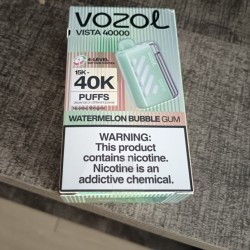 VOZOL
VISTA 40000
15K-
40K
PUFFS
WATERMELON BUBBLE GUM
WARNING:
This product
contains nicotine.
Nicotine is an
addictive chemical.